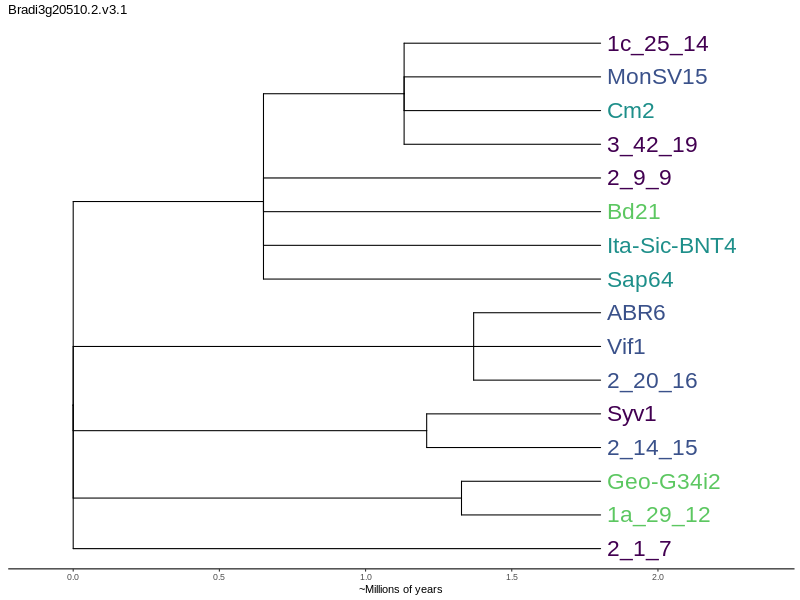 Bradi3g20510.2.v3.1
1c_25_14
MonSV15
Cm2
3_42_19
2_9_9
Bd21
Ita-Sic-BNT4
Sap64
ABR6
Vif1
2_20_16
Syv1
2_14_15
Geo-G34i2
1a_29_12
2_1_7
0.0 0.5 1.0 1.5 2.0
~Millions of years